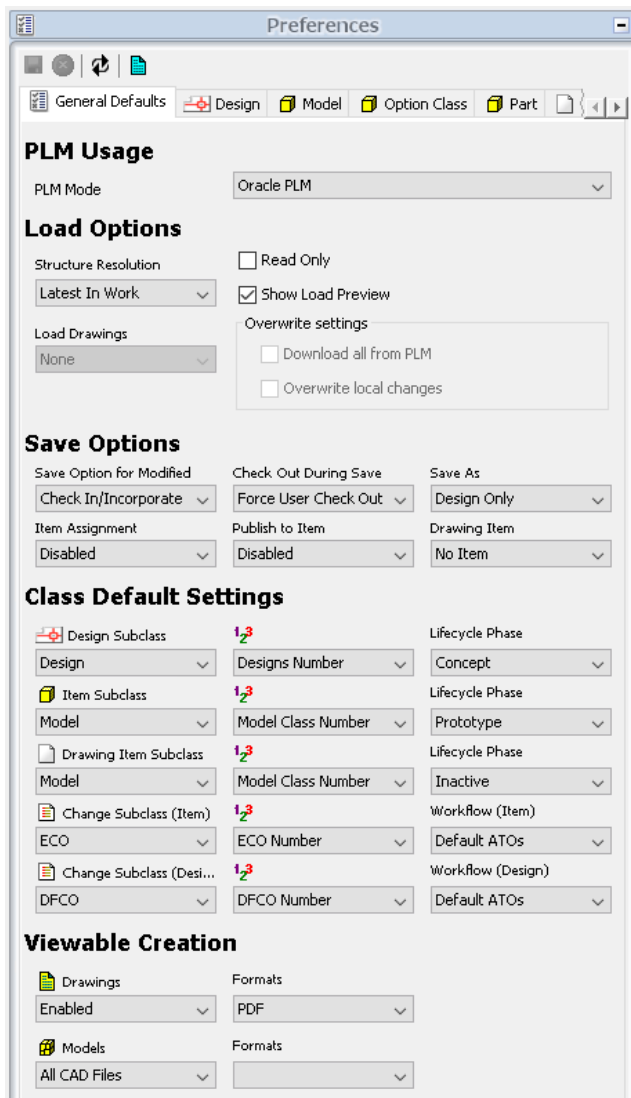 Preferences
General Defaults Design Model Option Class Part
PLM Usage
PLM Mode Oracle PLM
Load Options
Structure Resolution Read Only
Latest In Work Show Load Preview
Load Drawings Overwrite settings
None Download all from PLM
Overwrite local changes
Save Options
Save Option for Modified Check Out During Save Save As
Check In/Incorporate Force User Check Out Design Only
Item Assignment Publish to Item Drawing Item
Disabled Disabled No Item
Class Default Settings
Design Subclass 123 Lifecycle Phase
Design Designs Number Concept
Item Subclass 123 Lifecycle Phase
Model Model Class Number Prototype
Drawing Item Subclass 123 Lifecycle Phase
Model Model Class Number Inactive
Change Subclass (Item) 123 Workflow (Item)
ECO ECO Number Default ATOs
Change Subclass (Desi... 123 Workflow (Design)
DFCO DFCO Number Default ATOs
Viewable Creation
Drawings Formats
Enabled PDF
Models Formats
All CAD Files